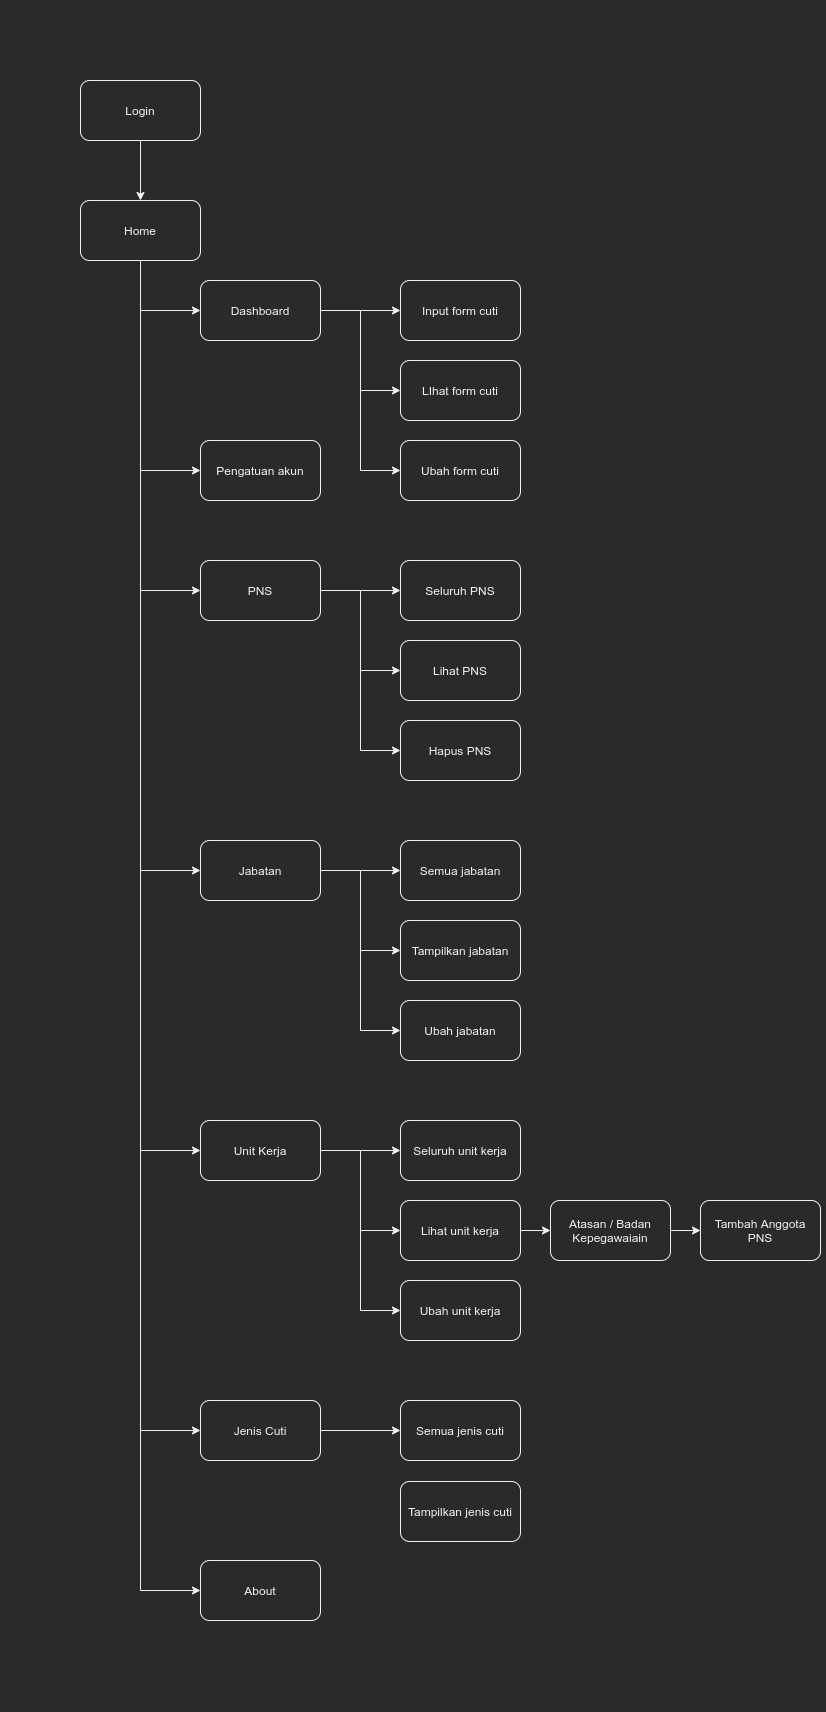 Login
Home
Dashboard
Input form cuti
LIhat form cuti
Pengatuan akun
Ubah form cuti
PNS
Seluruh PNS
Lihat PNS
Hapus PNS
Jabatan
Semua jabatan
Tampilkan jabatan
Ubah jabatan
Unit Kerja
Seluruh unit kerja
Lihat unit kerja
Atasan / Badan
Kepegawaiain
Tambah Anggota
PNS
Ubah unit kerja
Jenis Cuti
Semua jenis cuti
Tampilkan jenis cuti
About